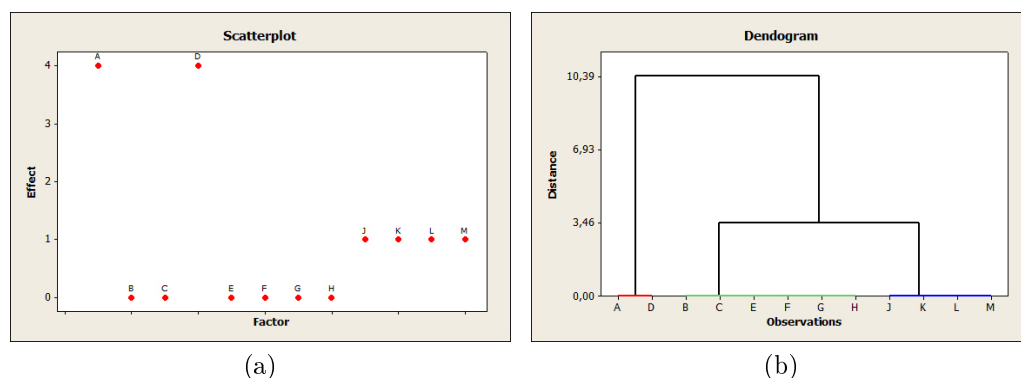 Scatterplot
A D
4
3
2
J K L M
1
B C E F G H
0
Effect
Factor
(a)
Dendogram
10,39
6,93
3,46
0,00
Distance
A D B C E F G H J K L M
Observations
(b)